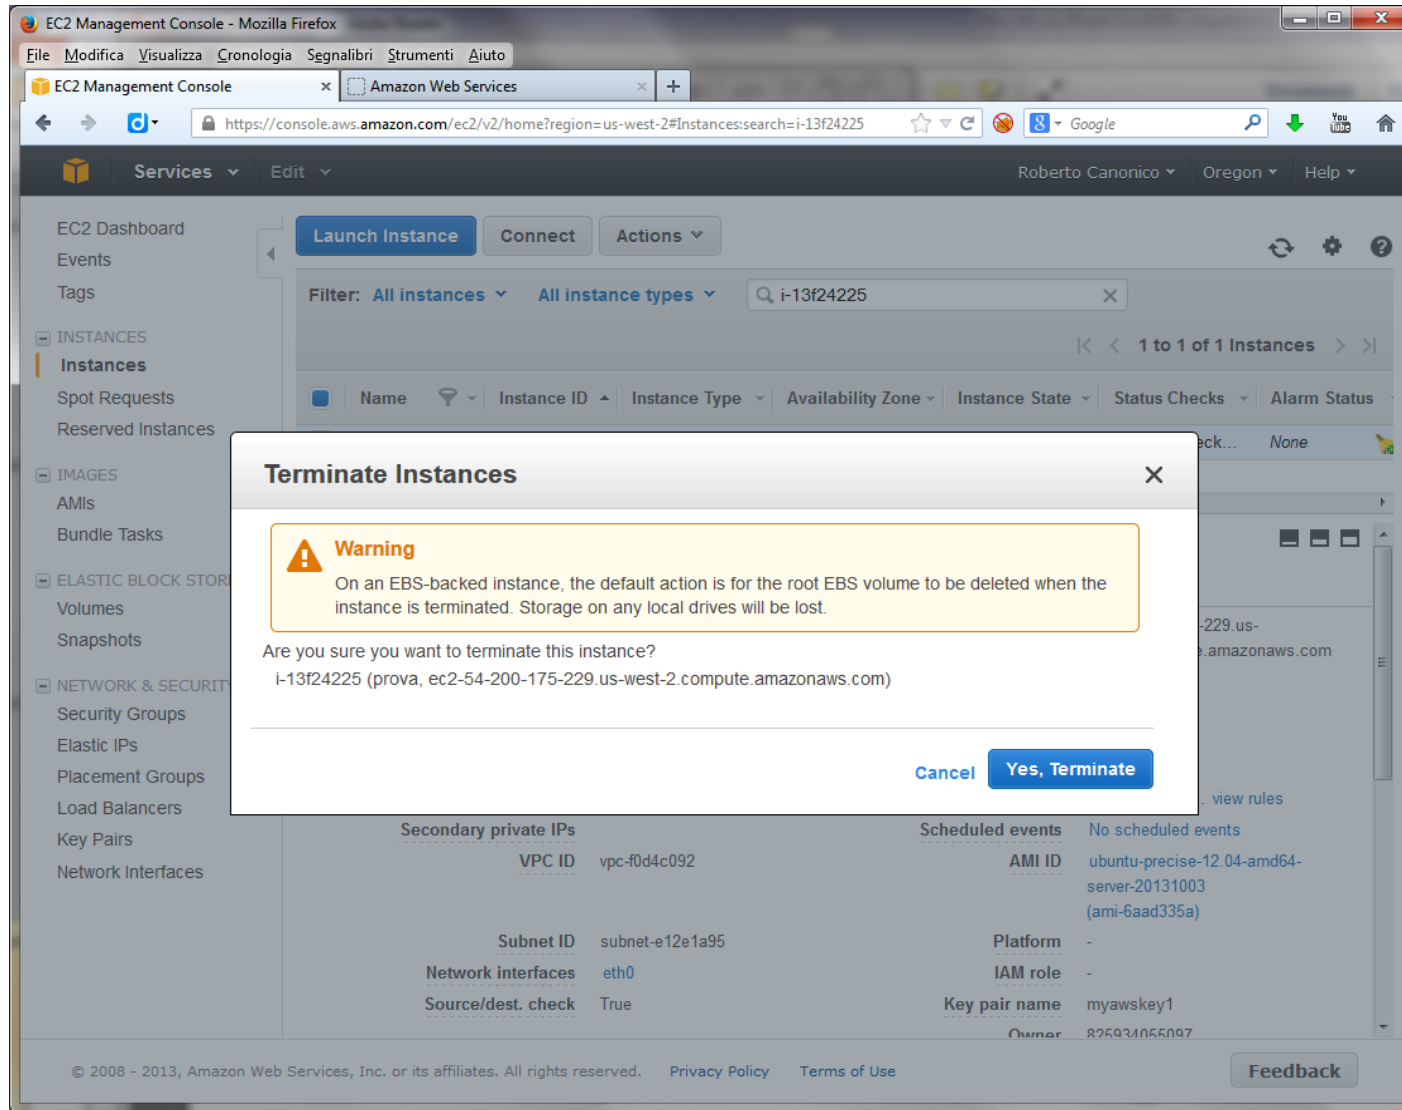 EC2 Management Console - Mozilla Firefox
File Modifica Visualizza Cronologia Segnalibri Strumenti Aiuto
EC2 Management Console × Amazon Web Services × +
https://console.aws.amazon.com/ec2/v2/home?region=us-west-2#Instances:search=i-13f24225 Google You Tube
Services Edit Roberto Canonico Oregon Help
EC2 Dashboard
Events
Tags
INSTANCES
Instances
Spot Requests
Reserved Instances
IMAGES
AMIs
Bundle Tasks
ELASTIC BLOCK STOR
Volumes
Snapshots
NETWORK & SECURITY
Security Groups
Elastic IPs
Placement Groups
Load Balancers
Key Pairs
Network Interfaces
Launch Instance Connect Actions
Filter: All instances All instance types i-13f24225
1 to 1 of 1 Instances
Name Instance ID Instance Type Availability Zone Instance State Status Checks Alarm Status
eck... None
Terminate Instances
Warning
On an EBS-backed instance, the default action is for the root EBS volume to be deleted when the
instance is terminated. Storage on any local drives will be lost.
Are you sure you want to terminate this instance?
i-13f24225 (prova, ec2-54-200-175-229.us-west-2.compute.amazonaws.com)
Cancel Yes, Terminate
-229.us-
.amazonaws.com
. view rules
Secondary private IPs Scheduled events No scheduled events
VPC ID vpc-f0d4c092 AMI ID ubuntu-precise-12.04-amd64-
server-20131003
(ami-6aad335a)
Subnet ID subnet-e12e1a95 Platform -
Network interfaces eth0 IAM role -
Source/dest. check True Key pair name myawskey1
Owner 825934055097
© 2008 - 2013, Amazon Web Services, Inc. or its affiliates. All rights reserved. Privacy Policy Terms of Use Feedback